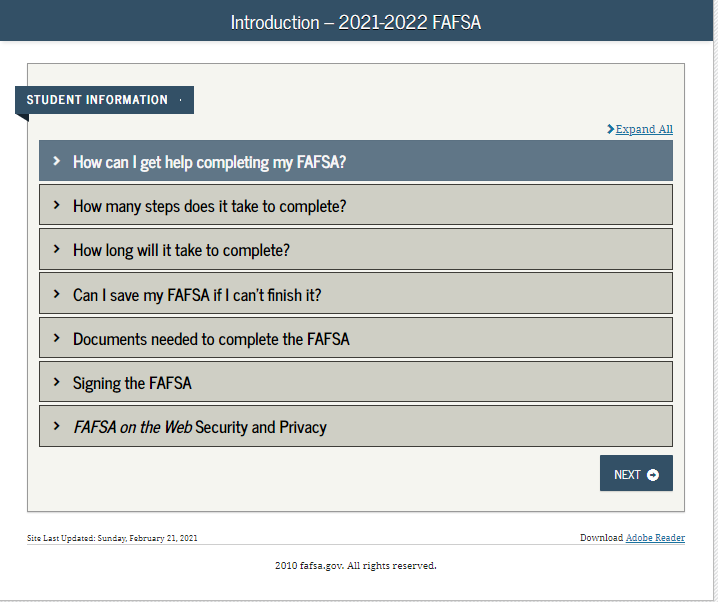 Introduction – 2021-2022 FAFSA
STUDENT INFORMATION
Expand All
How can I get help completing my FAFSA?
How many steps does it take to complete?
How long will it take to complete?
Can I save my FAFSA if I can't finish it?
Documents needed to complete the FAFSA
Signing the FAFSA
FAFSA on the Web Security and Privacy
NEXT
Site Last Updated: Sunday, February 21, 2021
Download Adobe Reader
2010 fafsa.gov. All rights reserved.